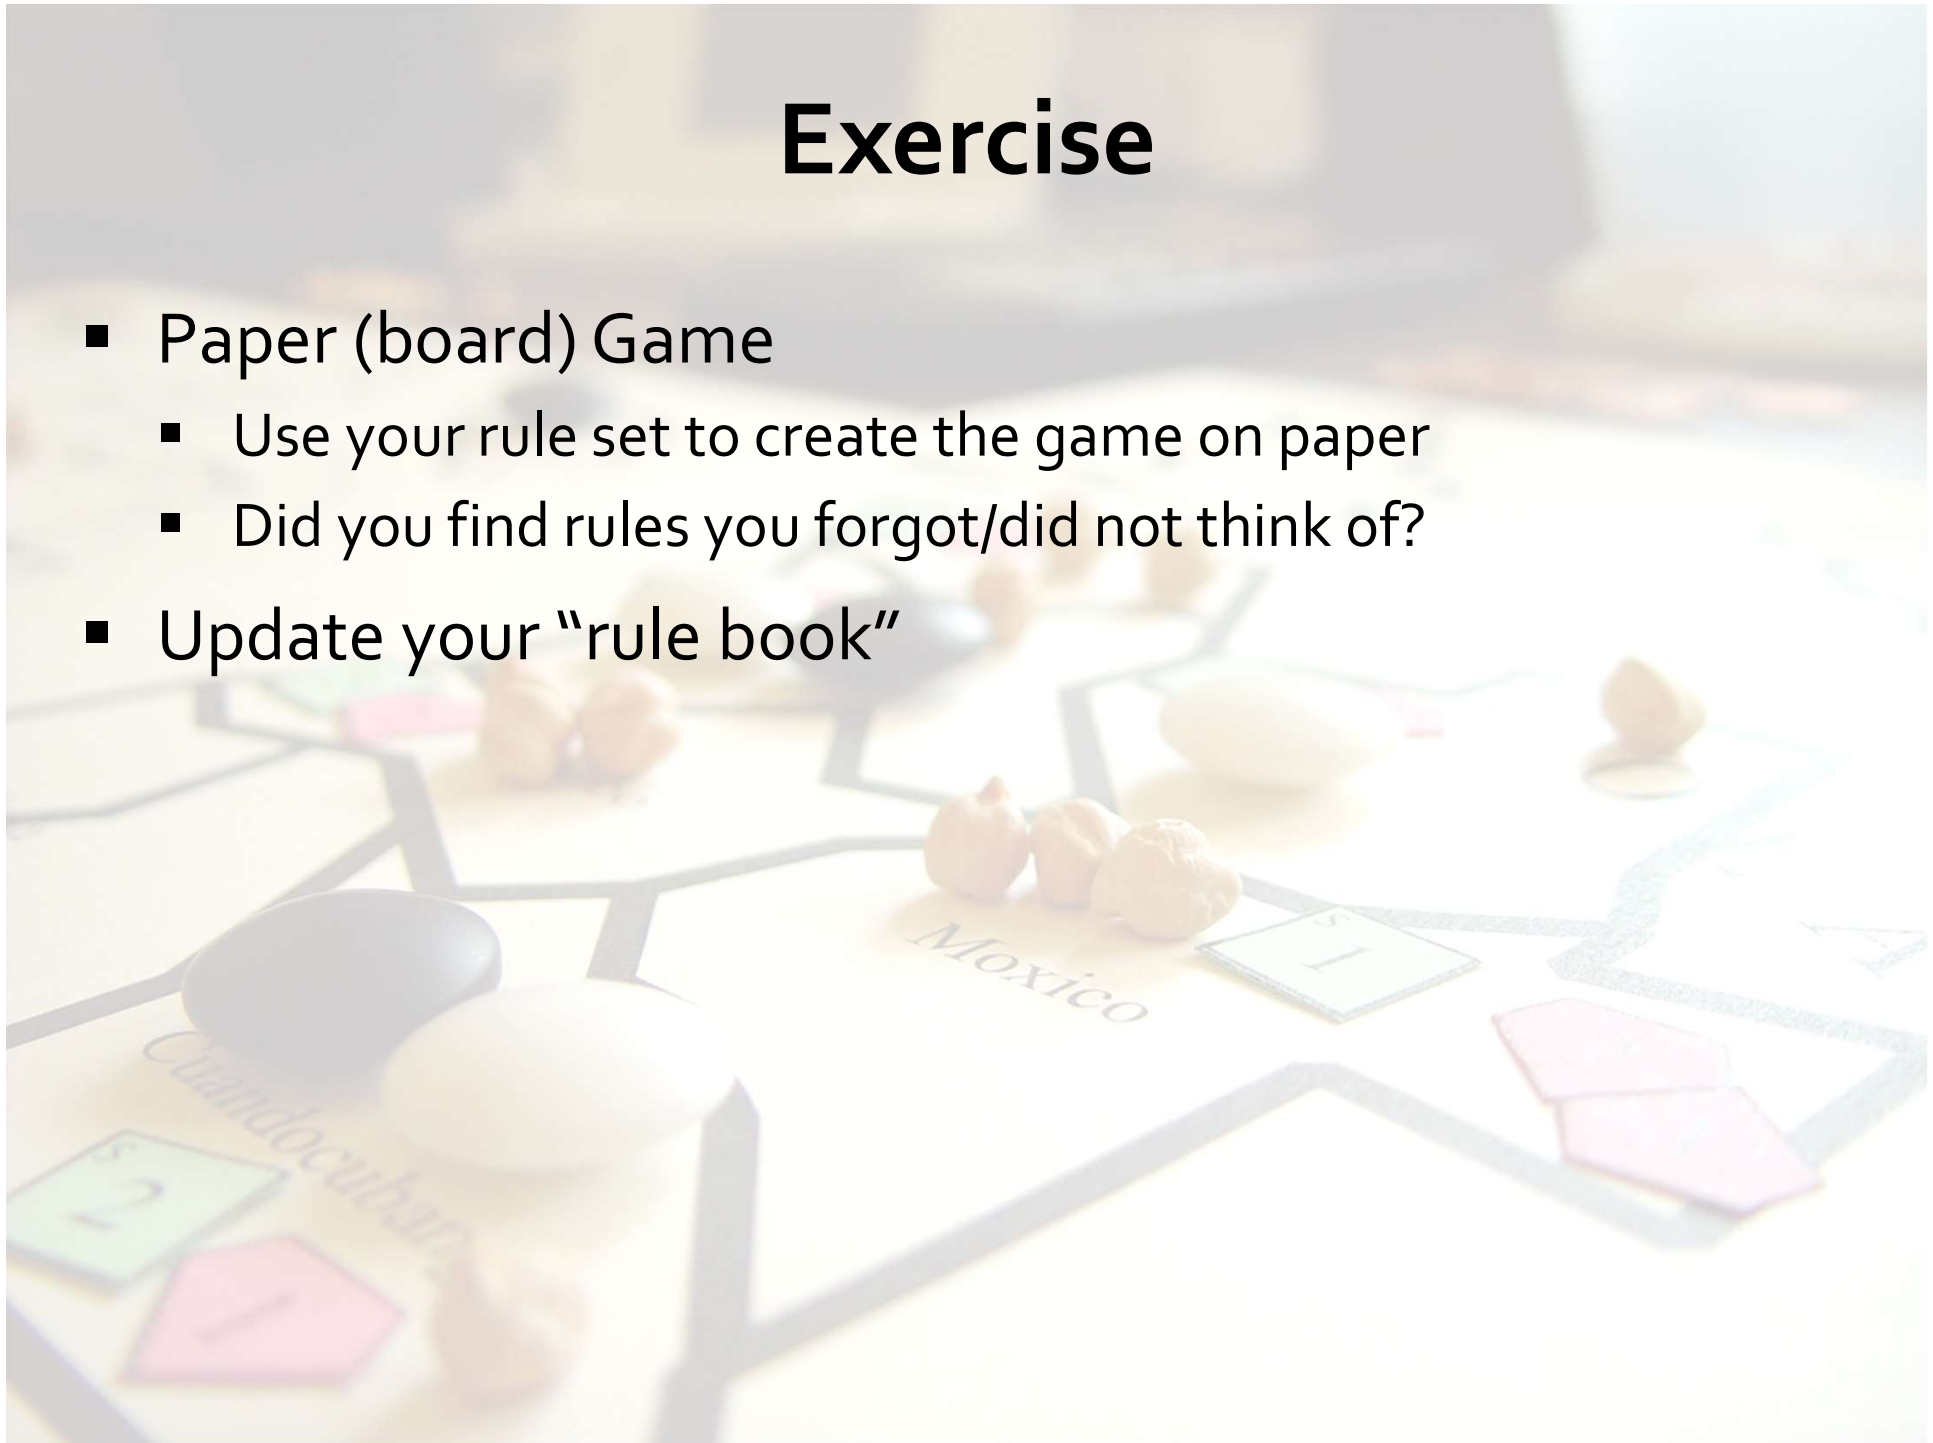 Exercise
▪ Paper (board) Game
▪ Use your rule set to create the game on paper
▪ Did you find rules you forgot/did not think of?
▪ Update your “rule book”
Moxico
$ 1
Cuandocuban
$ 2
1